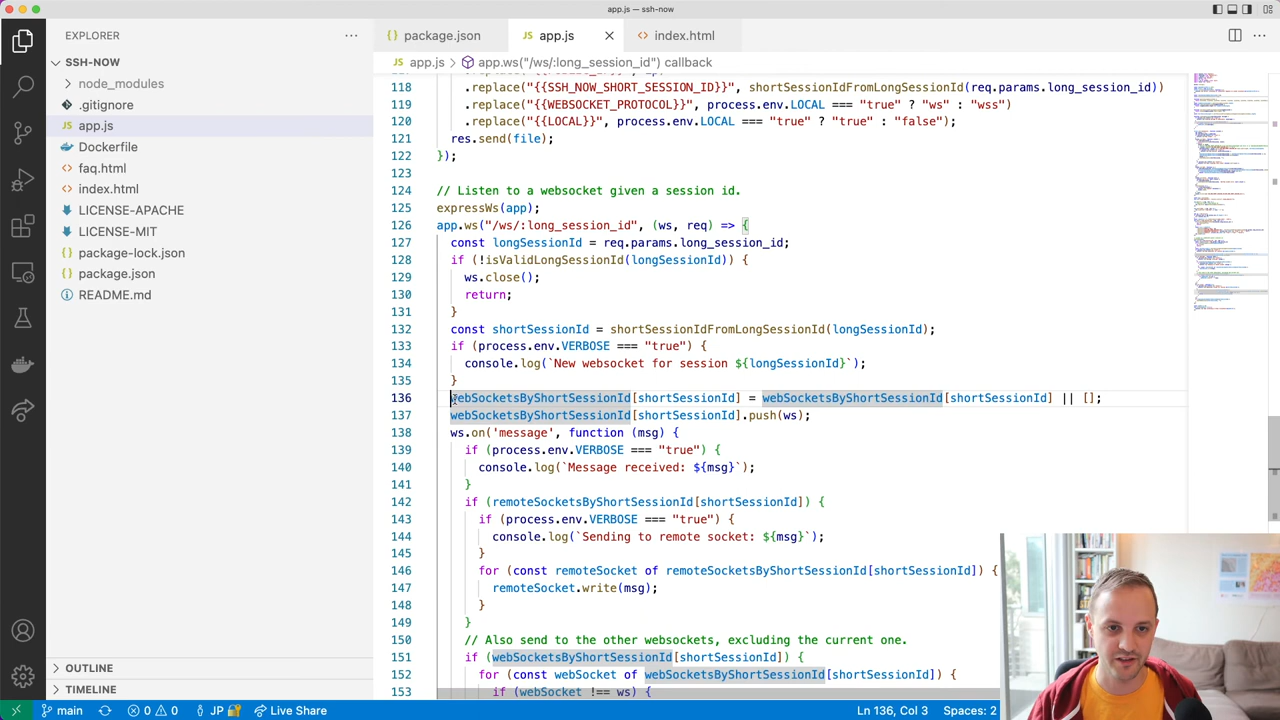 app.js — ssh-now
EXPLORER
SSH-NOW
node_modules
.gitignore
JS app.js
Dockerfile
err.html
index.html
LICENSE-APACHE
LICENSE-MIT
package-lock.json
package.json
README.md
OUTLINE
TIMELINE
package.json
JS app.js
index.html
JS app.js > app.ws("/ws/:long_session_id") callback
118 .replace("{{SSH_NOW_SHORT_SESSION_ID}}", shortSessionIdFromLongSessionId(req.params.long_session_id))
119 .replace("{{WEBSOCKET_PROTOCOL}}", process.env.LOCAL === "true" ? "ws" : "wss")
120 .replace("{{LOCAL}}", process.env.LOCAL === "true" ? "true" : "false")
121 res.send(file);
122 });
123
124 // Listen to a websocket given a session id.
125
126 "/ws/:long_session_id", (ws, req) => {
127 const longSessionId = req.params.long_session_id;
128 LongSessionId(longSessionId)) {
129
130 return;
131 }
132 const shortSessionId = shortSessionIdFromLongSessionId(longSessionId);
133 if (process.env.VERBOSE === "true") {
134 console.log(`New websocket for session ${longSessionId}`);
135 }
136 webSocketsByShortSessionId[shortSessionId] = webSocketsByShortSessionId[shortSessionId] || [];
137 webSocketsByShortSessionId[shortSessionId].push(ws);
138 ws.on('message', function (msg) {
139 if (process.env.VERBOSE === "true") {
140 console.log(`Message received: ${msg}`);
141 }
142 if (remoteSocketsByShortSessionId[shortSessionId]) {
143 if (process.env.VERBOSE === "true") {
144 console.log(`Sending to remote socket: ${msg}`);
145 }
146 for (const remoteSocket of remoteSocketsByShortSessionId[shortSessionId]) {
147 remoteSocket.write(msg);
148 }
149 }
150 // Also send to the other websockets, excluding the current one.
151 if (webSocketsByShortSessionId[shortSessionId]) {
152 for (const webSocket of webSocketsByShortSessionId[shortSessionId]) {
153 if (webSocket !== ws) {
main
0
0
JP
Live Share
Ln 136, Col 3
Spaces: 2